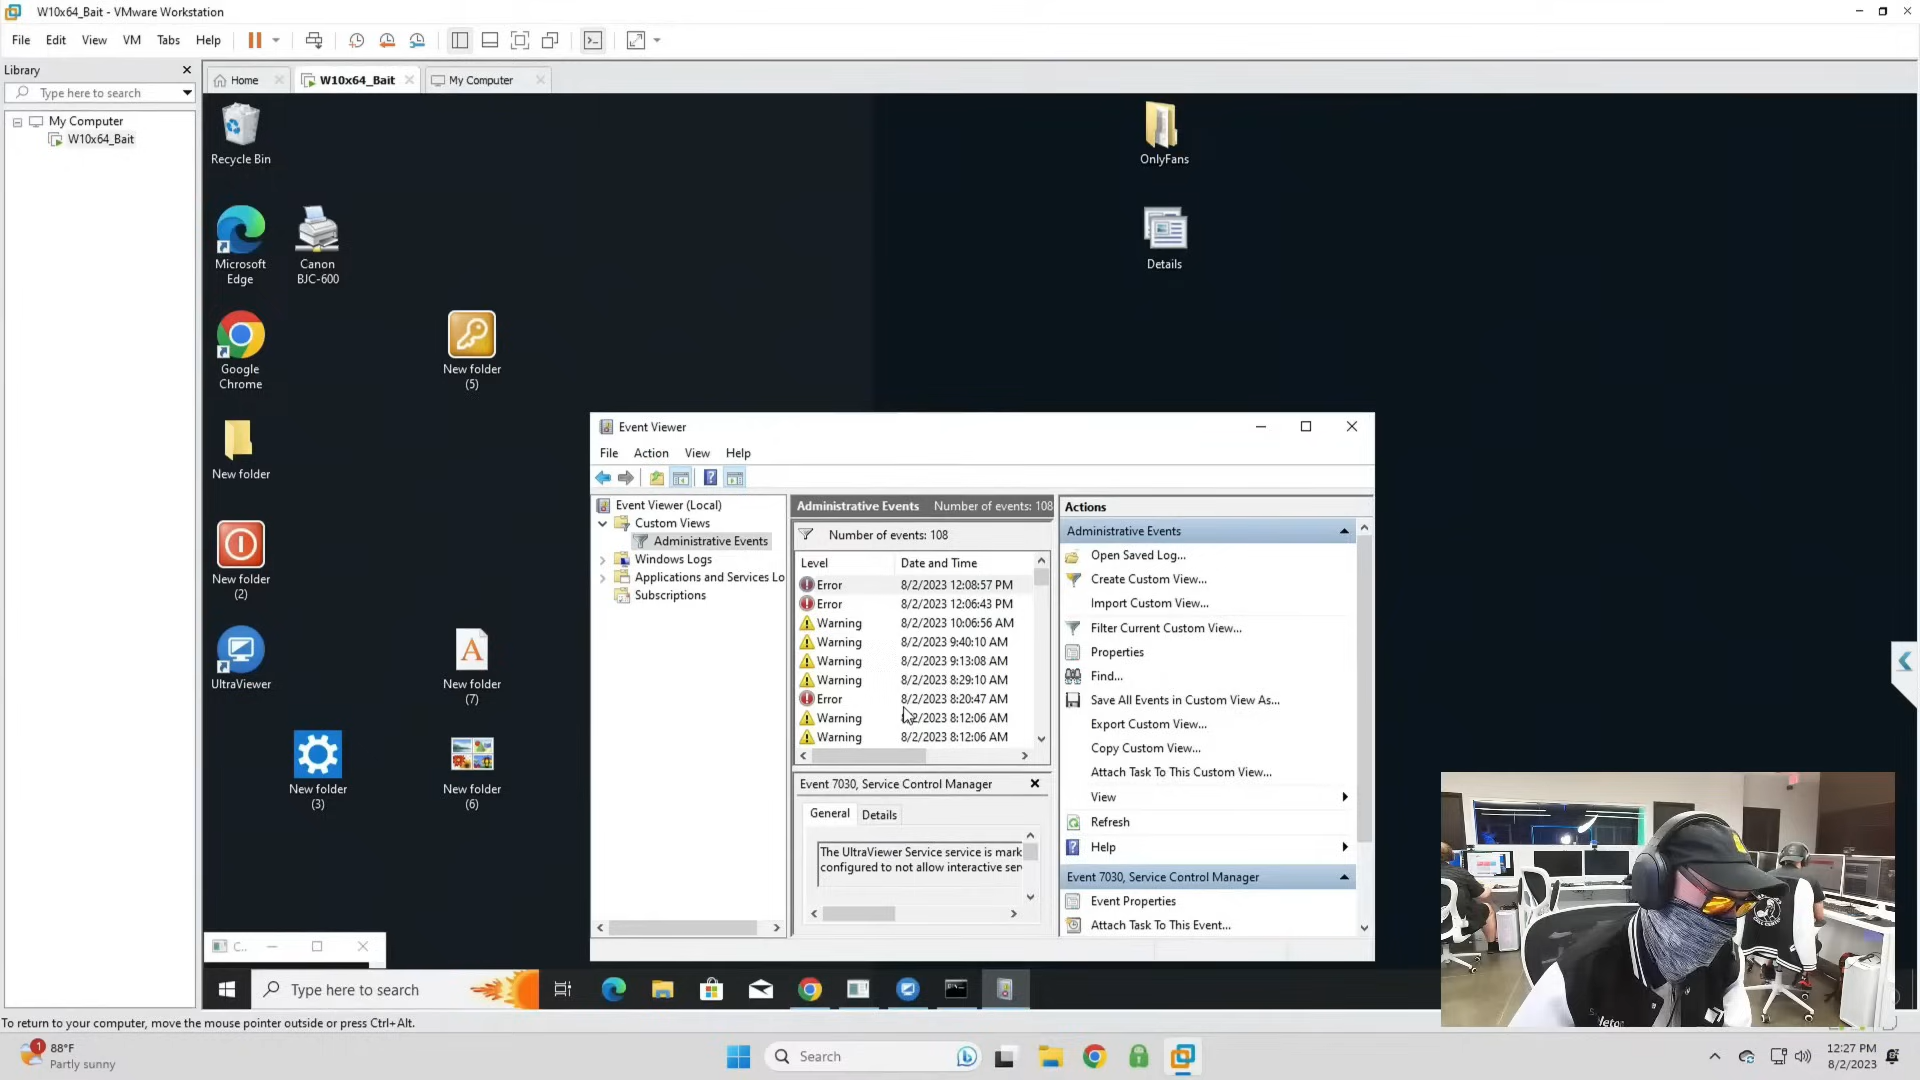 W10x64_Bait - VMware Workstation
File Edit View VM Tabs Help
Library
Type here to search
My Computer
W10x64_Bait
Home
W10x64_Bait
My Computer
Recycle Bin
OnlyFans
Microsoft
Edge
Canon
BJC-600
Details
Google
Chrome
New folder
(5)
New folder
New folder
(2)
UltraViewer
New folder
(7)
New folder
(3)
New folder
(6)
Event Viewer
File Action View Help
Event Viewer (Local)
Custom Views
Administrative Events
Windows Logs
Applications and Services Lo
Subscriptions
Administrative Events Number of events: 108
Number of events: 108
Level Date and Time
Error 8/2/2023 12:08:57 PM
Error 8/2/2023 12:06:43 PM
Warning 8/2/2023 10:06:56 AM
Warning 8/2/2023 9:40:10 AM
Warning 8/2/2023 9:13:08 AM
Warning 8/2/2023 8:29:10 AM
Error 8/2/2023 8:20:47 AM
Warning 8/2/2023 8:12:06 AM
Warning 8/2/2023 8:12:06 AM
Event 7030, Service Control Manager
General Details
The UltraViewer Service service is mark
configured to not allow interactive ser
Actions
Administrative Events
Open Saved Log...
Create Custom View...
Import Custom View...
Filter Current Custom View...
Properties
Find...
Save All Events in Custom View As...
Export Custom View...
Copy Custom View...
Attach Task To This Custom View...
View
Refresh
Help
Event 7030, Service Control Manager
Event Properties
Attach Task To This Event...
C..
Type here to search
To return to your computer, move the mouse pointer outside or press Ctrl+Alt.
1
88°F
Partly sunny
Search
12:27 PM
8/2/2023